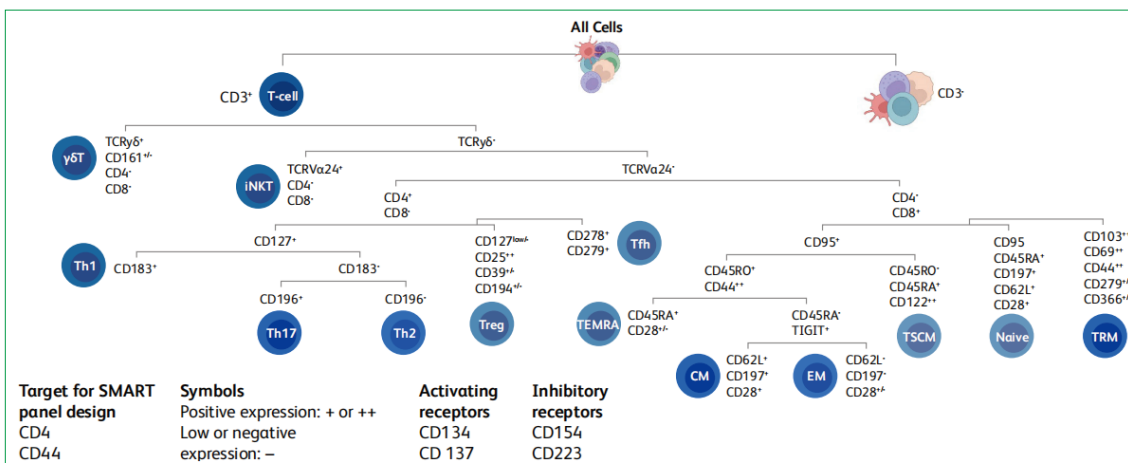 All Cells
CD3⁺
T-cell
CD3⁻
γδT
TCRyδ⁺
CD161⁺/⁻
CD4⁻
CD8⁻
TCRyδ⁻
iNKT
TCRVα24⁺
CD4⁻
CD8⁻
TCRVα24⁻
CD4⁺
CD8⁻
CD4⁻
CD8⁺
Th1
CD183⁺
CD127⁺
CD183⁻
CD196⁺
Th17
CD196⁻
Th2
CD127low/-
CD25⁺⁺
CD39⁺/⁻
CD194⁺/⁻
Treg
CD278⁺
CD279⁺
Tfh
CD95⁺
CD45RO⁺
CD44⁺⁺
TEMRA
CD45RA⁺
CD28⁺/⁻
CD45RA⁻
TIGIT⁺
CM
CD62L⁺
CD197⁺
CD28⁺
EM
CD62L⁻
CD197⁻
CD28⁺/⁻
CD45RO⁻
CD45RA⁺
CD122⁺⁺
TSCM
CD95
CD45RA⁺
CD197⁺
CD62L⁺
CD28⁺
Naive
CD103⁺
CD69⁺⁺
CD44⁺⁺
CD279⁺/
CD366⁺/
TRM
Target for SMART
panel design
CD4
CD44
Symbols
Positive expression: + or ++
Low or negative
expression: –
Activating
receptors
CD134
CD 137
Inhibitory
receptors
CD154
CD223